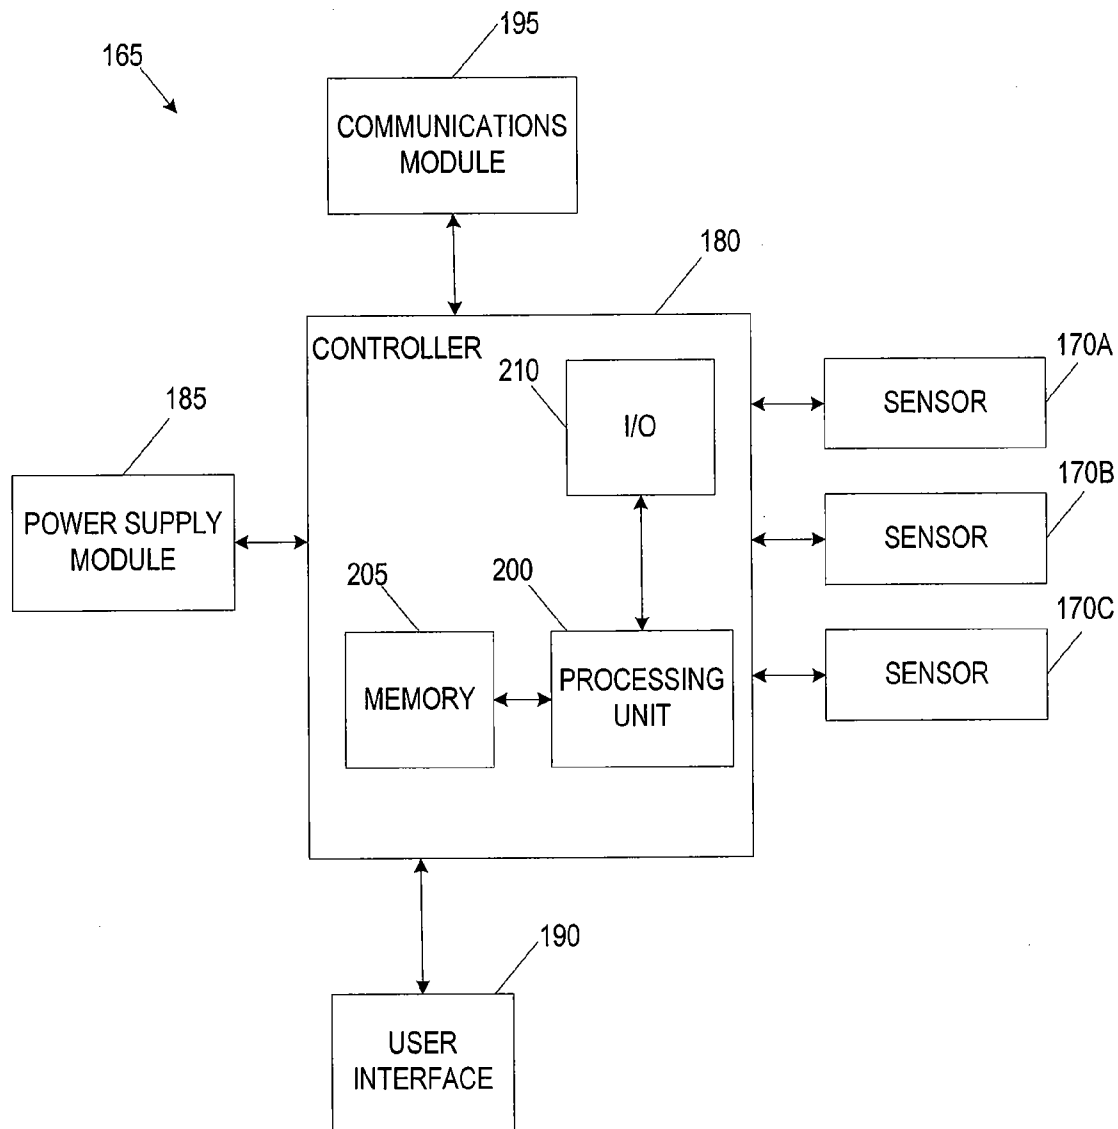 195
165
COMMUNICATIONS
MODULE
180
CONTROLLER
210
I/O
170A
SENSOR
185
POWER SUPPLY
MODULE
170B
SENSOR
205
200
MEMORY
PROCESSING
UNIT
170C
SENSOR
190
USER
INTERFACE